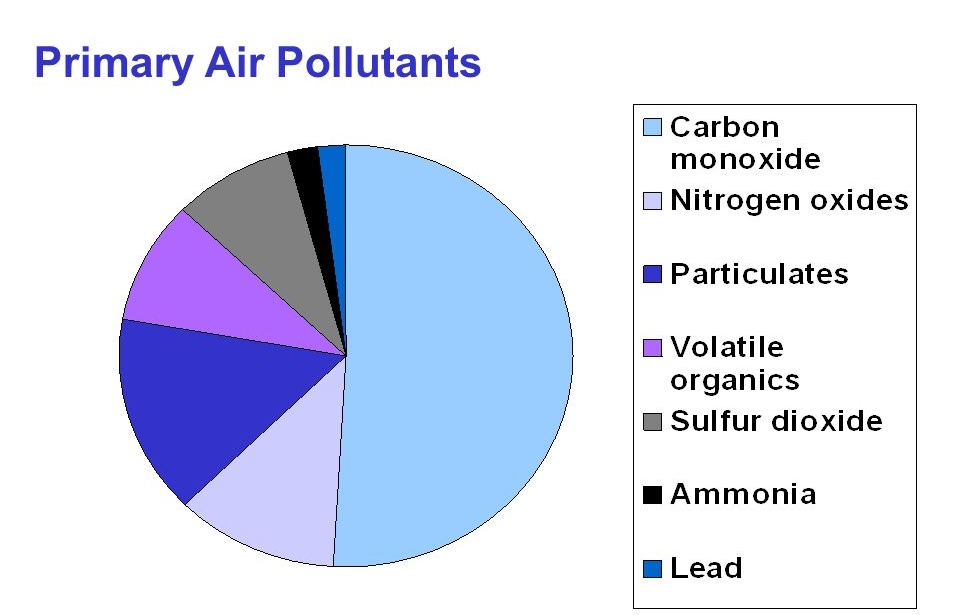 Primary Air Pollutants
Carbon
monoxide
Nitrogen oxides
Particulates
Volatile
organics
Sulfur dioxide
Ammonia
Lead